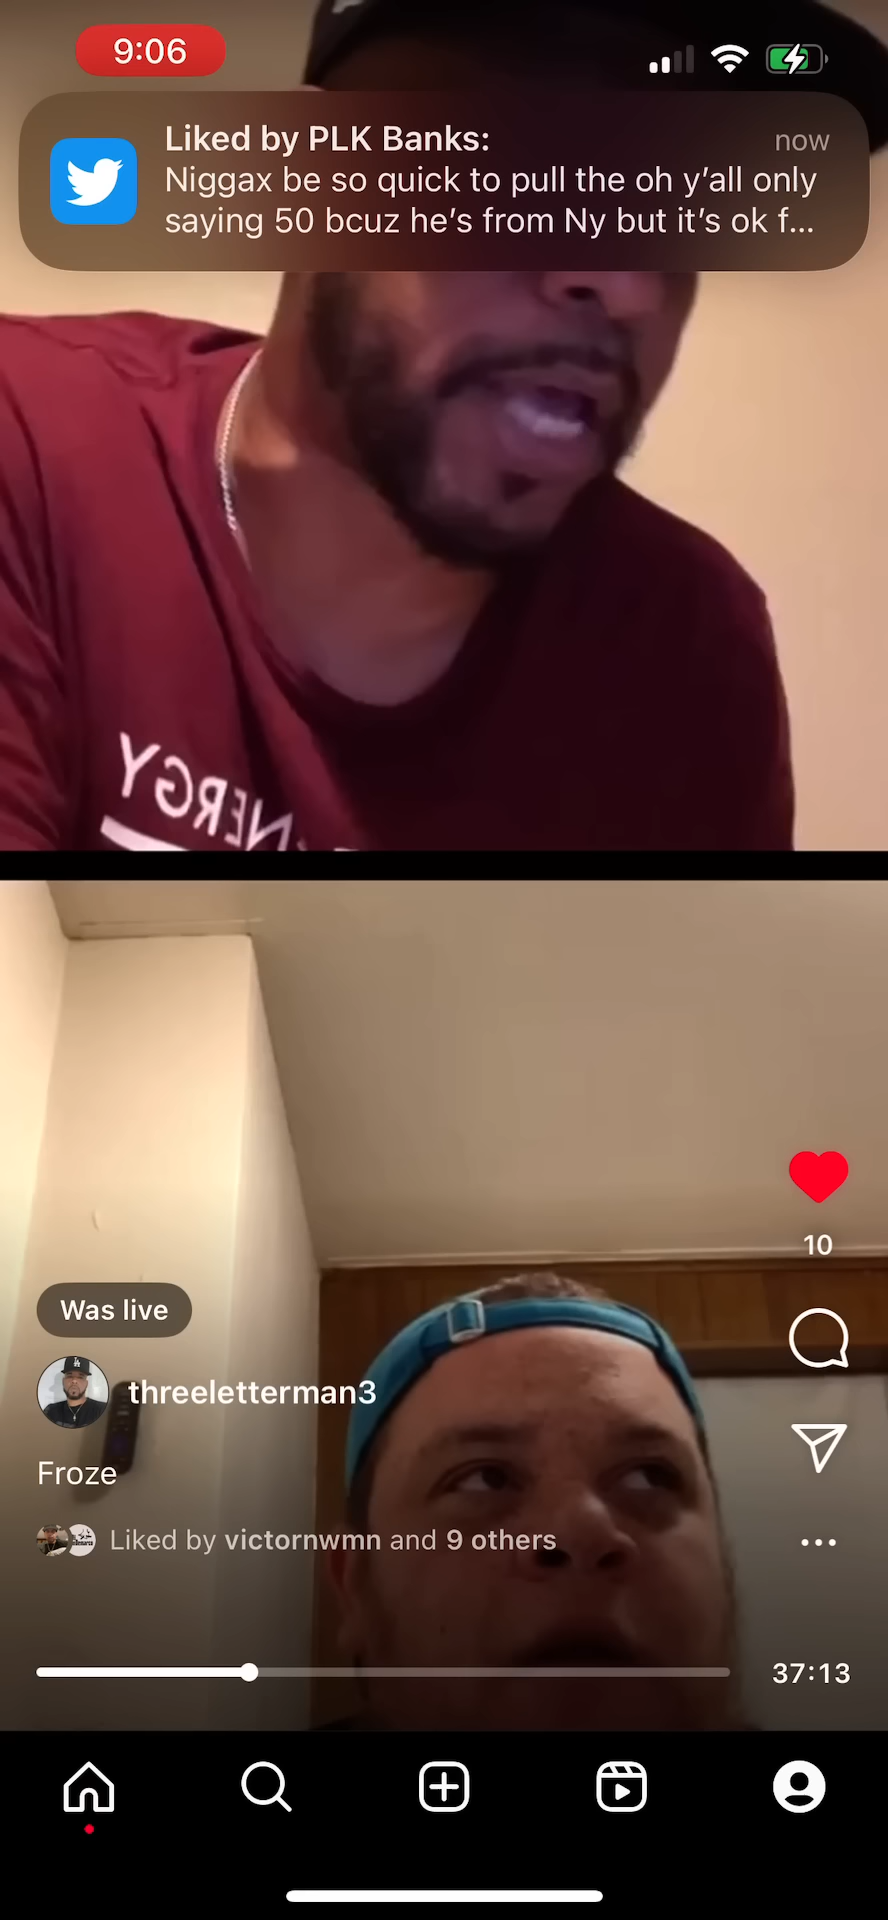 9:06
Liked by PLK Banks:
now
Niggax be so quick to pull the oh y’all only
saying 50 bcuz he’s from Ny but it’s ok f...
NERGY
10
Was live
threeletterman3
Froze
Liked by victornwmn and 9 others
37:13